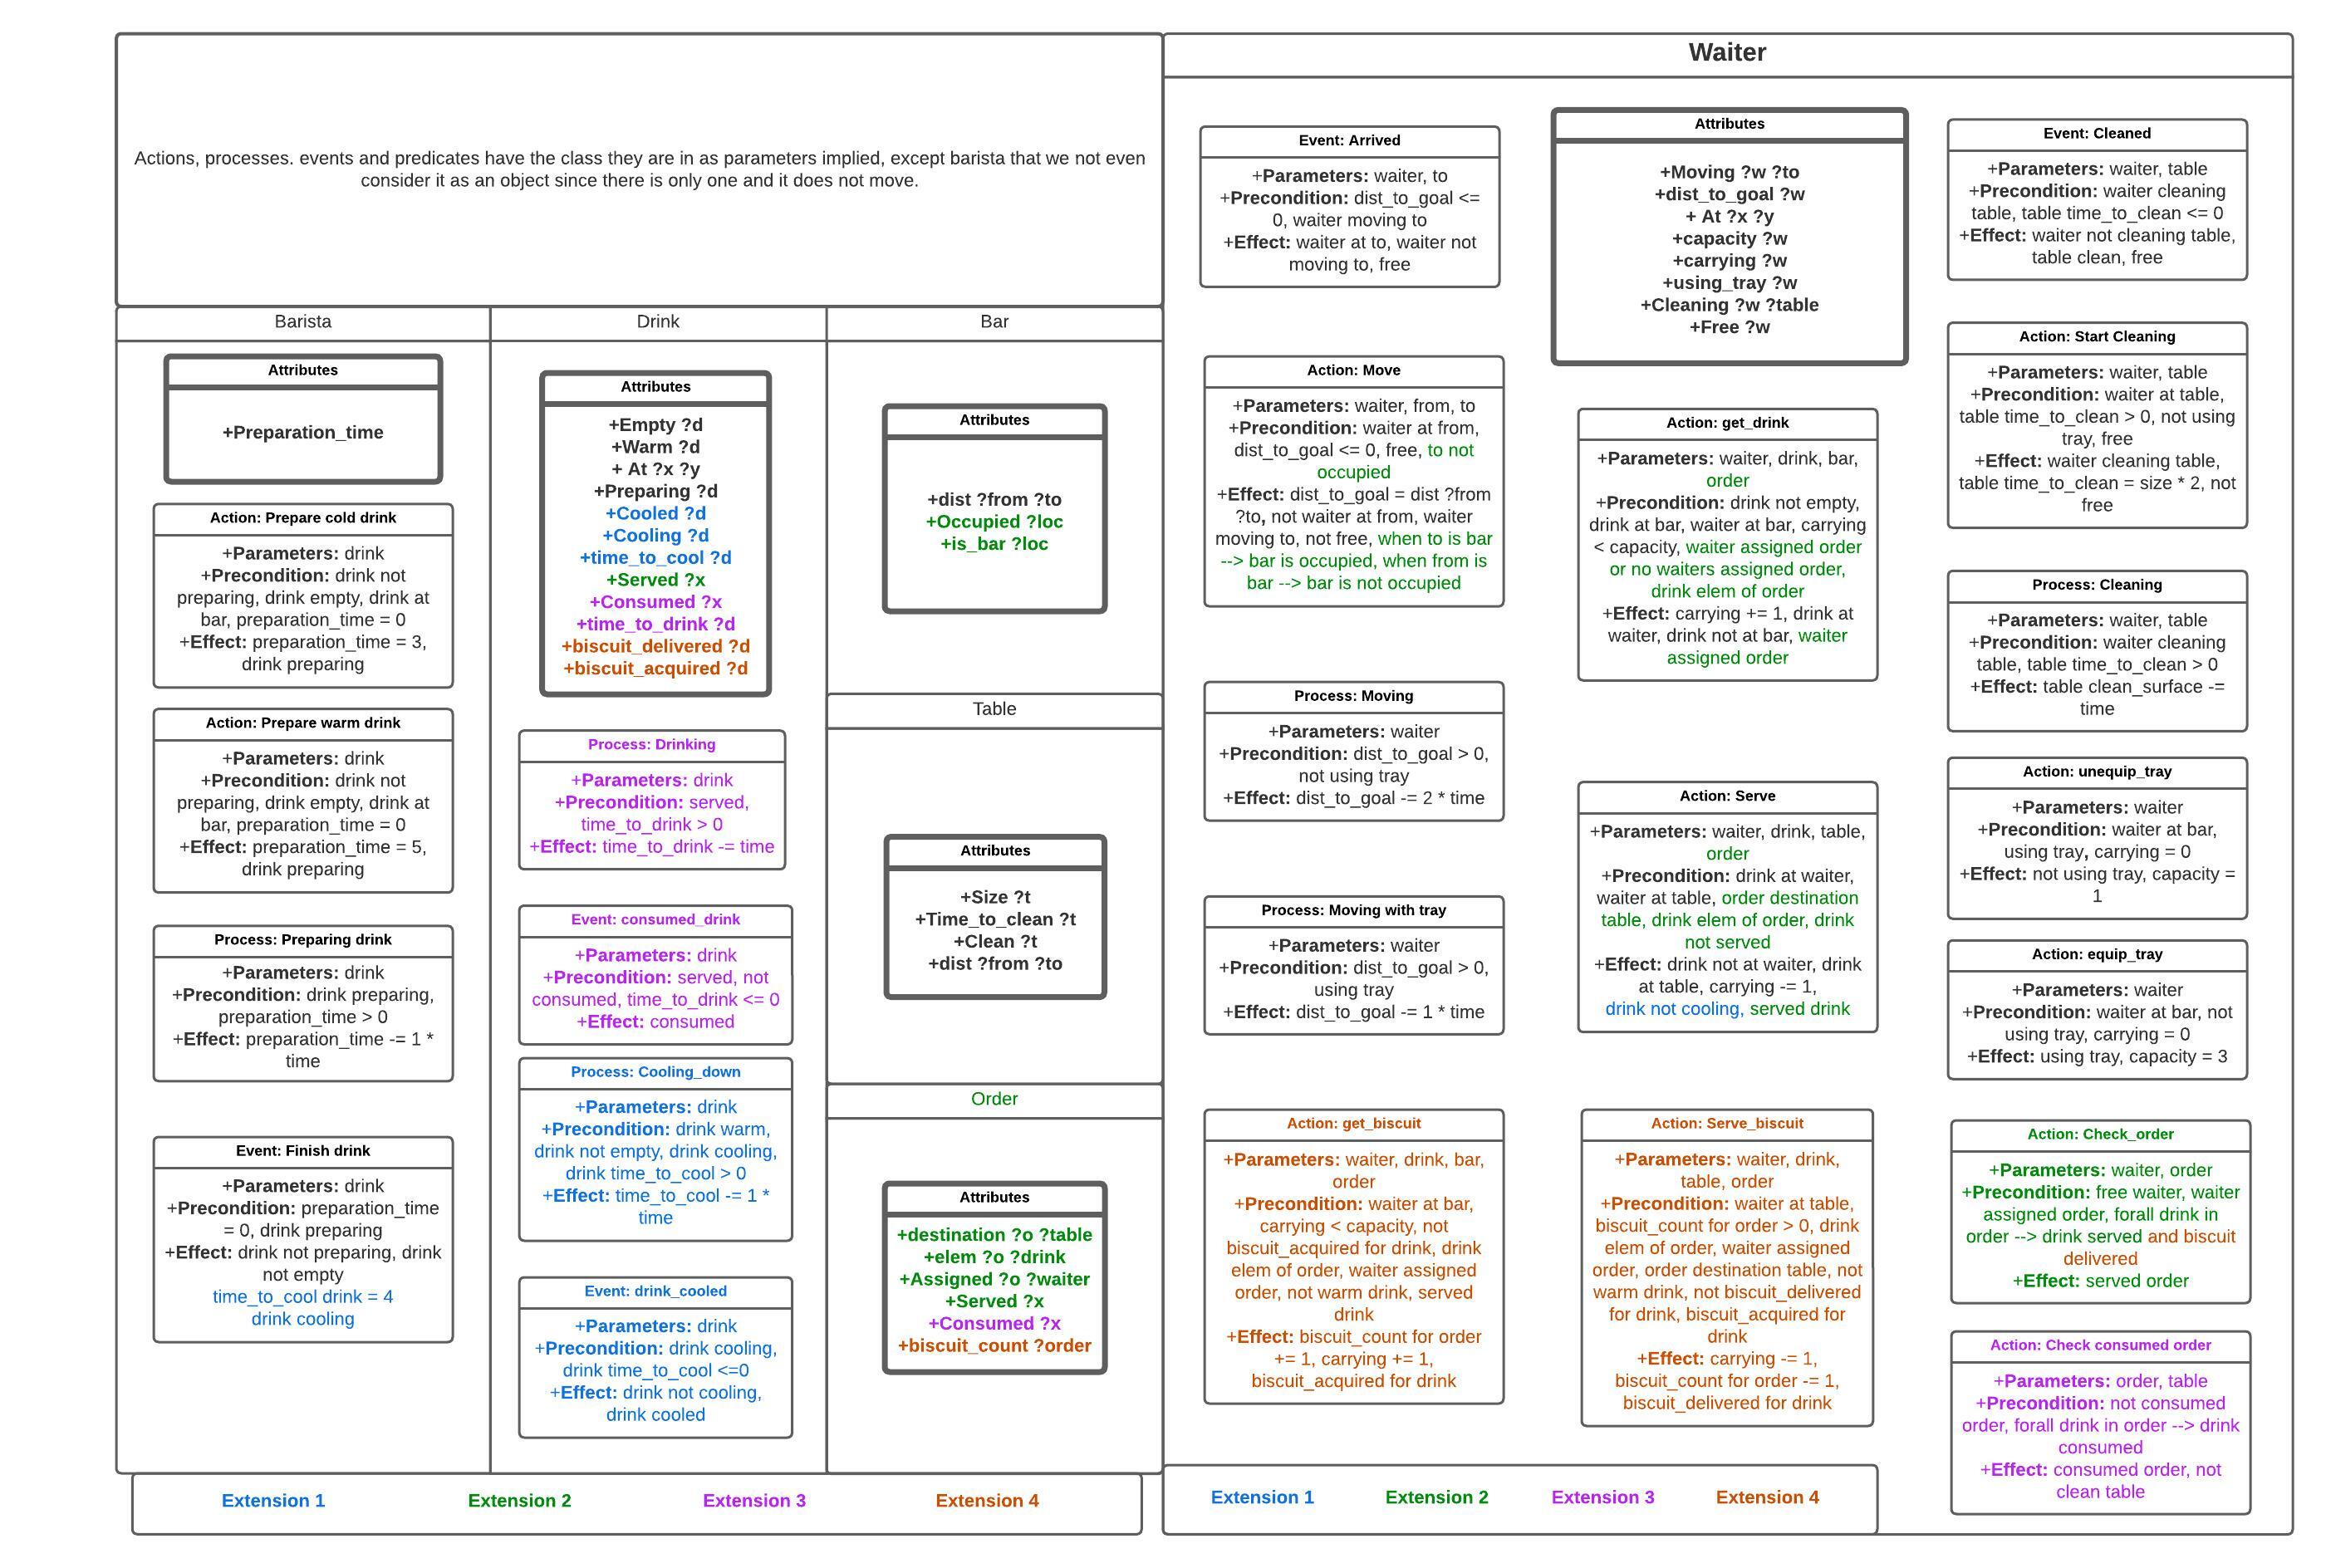 Actions, processes. events and predicates have the class they are in as parameters implied, except barista that we not even
consider it as an object since there is only one and it does not move.
Barista
Attributes
+Preparation_time
Action: Prepare cold drink
+Parameters: drink
+Precondition: drink not
preparing, drink empty, drink at
bar, preparation_time = 0
+Effect: preparation_time = 3,
drink preparing
Action: Prepare warm drink
+Parameters: drink
+Precondition: drink not
preparing, drink empty, drink at
bar, preparation_time = 0
+Effect: preparation_time = 5,
drink preparing
Process: Preparing drink
+Parameters: drink
+Precondition: drink preparing,
preparation_time > 0
+Effect: preparation_time -= 1 *
time
Event: Finish drink
+Parameters: drink
+Precondition: preparation_time
= 0, drink preparing
+Effect: drink not preparing, drink
not empty
time_to_cool drink = 4
drink cooling
Drink
Attributes
+Empty ?d
+Warm ?d
+ At ?x ?y
+Preparing ?d
+Cooled ?d
+Cooling ?d
+time_to_cool ?d
+Served ?x
+Consumed ?x
+time_to_drink ?d
+biscuit_delivered ?d
+biscuit_acquired ?d
Process: Drinking
+Parameters: drink
+Precondition: served,
time_to_drink > 0
+Effect: time_to_drink -= time
Event: consumed_drink
+Parameters: drink
+Precondition: served, not
consumed, time_to_drink <= 0
+Effect: consumed
Process: Cooling_down
+Parameters: drink
+Precondition: drink warm,
drink not empty, drink cooling,
drink time_to_cool > 0
+Effect: time_to_cool -= 1 *
time
Event: drink_cooled
+Parameters: drink
+Precondition: drink cooling,
drink time_to_cool <=0
+Effect: drink not cooling,
drink cooled
Bar
Attributes
+dist ?from ?to
+Occupied ?loc
+is_bar ?loc
Table
Attributes
+Size ?t
+Time_to_clean ?t
+Clean ?t
+dist ?from ?to
Order
Attributes
+destination ?o ?table
+elem ?o ?drink
+Assigned ?o ?waiter
+Served ?x
+Consumed ?x
+biscuit_count ?order
Extension 1
Extension 2
Extension 3
Extension 4
Waiter
Event: Arrived
+Parameters: waiter, to
+Precondition: dist_to_goal <=
0, waiter moving to
+Effect: waiter at to, waiter not
moving to, free
Action: Move
+Parameters: waiter, from, to
+Precondition: waiter at from,
dist_to_goal <= 0, free, to not
occupied
+Effect: dist_to_goal = dist ?from
?to, not waiter at from, waiter
moving to, not free, when to is bar
--> bar is occupied, when from is
bar --> bar is not occupied
Process: Moving
+Parameters: waiter
+Precondition: dist_to_goal > 0,
not using tray
+Effect: dist_to_goal -= 2 * time
Process: Moving with tray
+Parameters: waiter
+Precondition: dist_to_goal > 0,
using tray
+Effect: dist_to_goal -= 1 * time
Action: get_biscuit
+Parameters: waiter, drink, bar,
order
+Precondition: waiter at bar,
carrying < capacity, not
biscuit_acquired for drink, drink
elem of order, waiter assigned
order, not warm drink, served
drink
+Effect: biscuit_count for order
+= 1, carrying += 1,
biscuit_acquired for drink
Attributes
+Moving ?w ?to
+dist_to_goal ?w
+ At ?x ?y
+capacity ?w
+carrying ?w
+using_tray ?w
+Cleaning ?w ?table
+Free ?w
Action: get_drink
+Parameters: waiter, drink, bar,
order
+Precondition: drink not empty,
drink at bar, waiter at bar, carrying
< capacity, waiter assigned order
or no waiters assigned order,
drink elem of order
+Effect: carrying += 1, drink at
waiter, drink not at bar, waiter
assigned order
Action: Serve
+Parameters: waiter, drink, table,
order
+Precondition: drink at waiter,
waiter at table, order destination
table, drink elem of order, drink
not served
+Effect: drink not at waiter, drink
at table, carrying -= 1,
drink not cooling, served drink
Action: Serve_biscuit
+Parameters: waiter, drink,
table, order
+Precondition: waiter at table,
biscuit_count for order > 0, drink
elem of order, waiter assigned
order, order destination table, not
warm drink, not biscuit_delivered
for drink, biscuit_acquired for
drink
+Effect: carrying -= 1,
biscuit_count for order -= 1,
biscuit_delivered for drink
Event: Cleaned
+Parameters: waiter, table
+Precondition: waiter cleaning
table, table time_to_clean <= 0
+Effect: waiter not cleaning table,
table clean, free
Action: Start Cleaning
+Parameters: waiter, table
+Precondition: waiter at table,
table time_to_clean > 0, not using
tray, free
+Effect: waiter cleaning table,
table time_to_clean = size * 2, not
free
Process: Cleaning
+Parameters: waiter, table
+Precondition: waiter cleaning
table, table time_to_clean > 0
+Effect: table clean_surface -=
time
Action: unequip_tray
+Parameters: waiter
+Precondition: waiter at bar,
using tray, carrying = 0
+Effect: not using tray, capacity =
1
Action: equip_tray
+Parameters: waiter
+Precondition: waiter at bar, not
using tray, carrying = 0
+Effect: using tray, capacity = 3
Action: Check_order
+Parameters: waiter, order
+Precondition: free waiter, waiter
assigned order, forall drink in
order --> drink served and biscuit
delivered
+Effect: served order
Action: Check consumed order
+Parameters: order, table
+Precondition: not consumed
order, forall drink in order --> drink
consumed
+Effect: consumed order, not
clean table
Extension 1
Extension 2
Extension 3
Extension 4